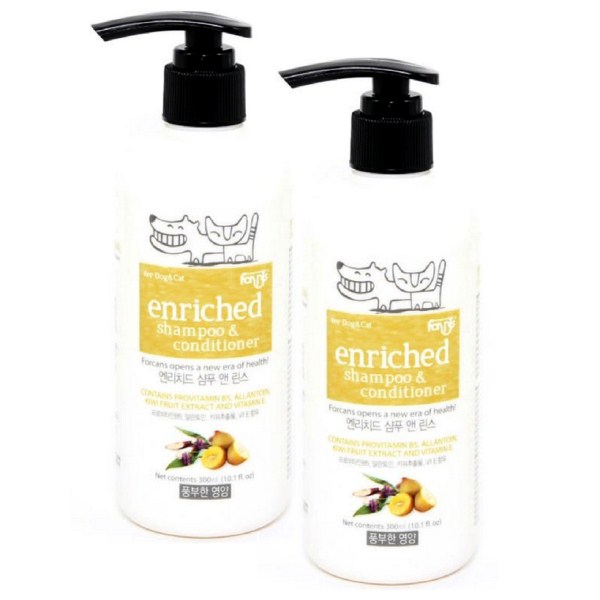 for Dog&Cat
enriched
shampoo &
conditioner
Forcans opens a new era of health!
엔리치드 샴푸 앤 린스
CONTAINS PROVITAMIN B5, ALLANTOIN,
KIWI FRUIT EXTRACT AND VITAMIN E
Net contents 300㎖ (10.1 fl oz)
풍부한 영양
for Dog&Cat
enriched
shampoo &
conditioner
Forcans opens a new era of health!
엔리치드 샴푸 앤 린스
CONTAINS PROVITAMIN B5, ALLANTOIN,
KIWI FRUIT EXTRACT AND VITAMIN E
Net contents 300㎖ (10.1 fl oz)
풍부한 영양